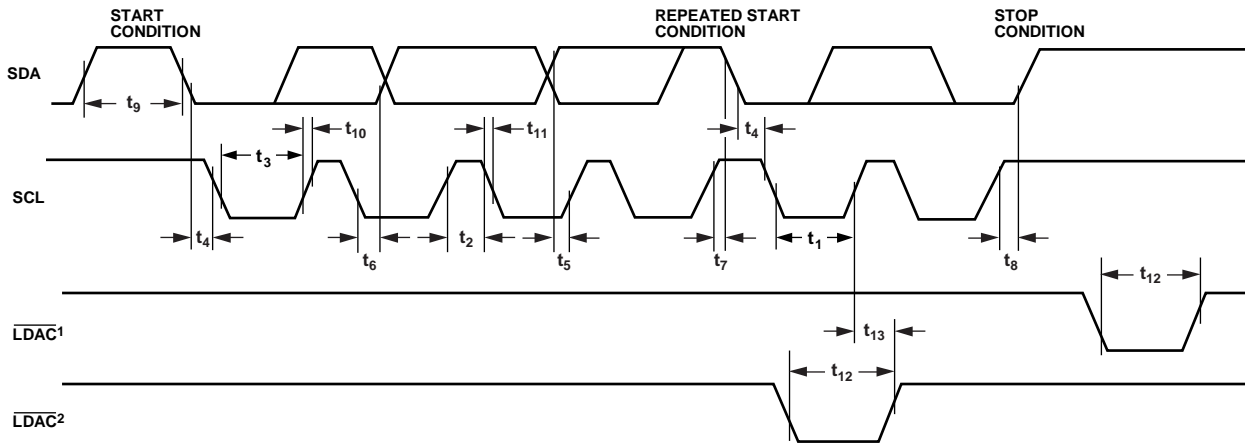 START
CONDITION
REPEATED START
CONDITION
STOP
CONDITION
SDA
t9
t10
t11
t4
t3
SCL
t4
t6
t2
t5
t7
t1
t8
t12
LDAC1
t13
t12
LDAC2